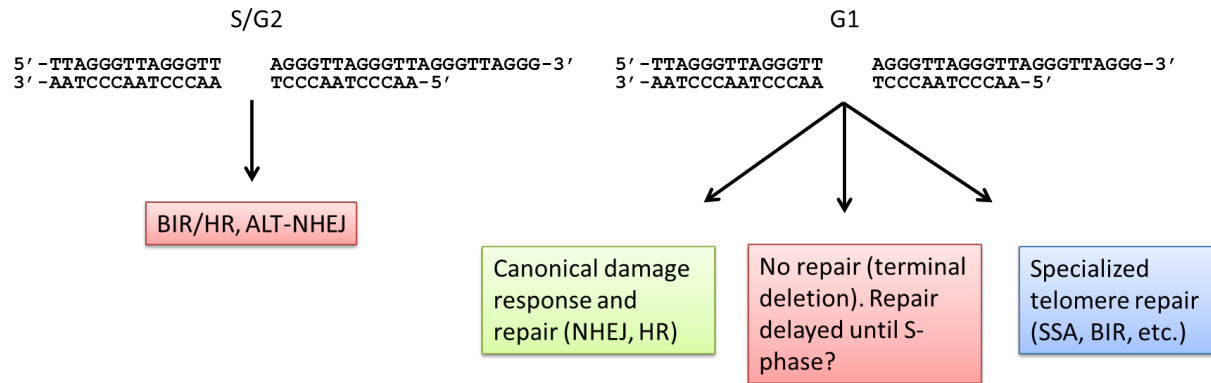 S/G2
5′-TTAGGGTTAGGGTT AGGGTTAGGGTTAGGGTTAGGG-3′
3′-AATCCCAATCCCAA TCCCAATCCCAA-5′
BIR/HR, ALT-NHEJ
G1
5′-TTAGGGTTAGGGTT AGGGTTAGGGTTAGGGTTAGGG-3′
3′-AATCCCAATCCCAA TCCCAATCCCAA-5′
Canonical damage
response and
repair (NHEJ, HR)
No repair (terminal
deletion). Repair
delayed until S-
phase?
Specialized
telomere repair
(SSA, BIR, etc.)